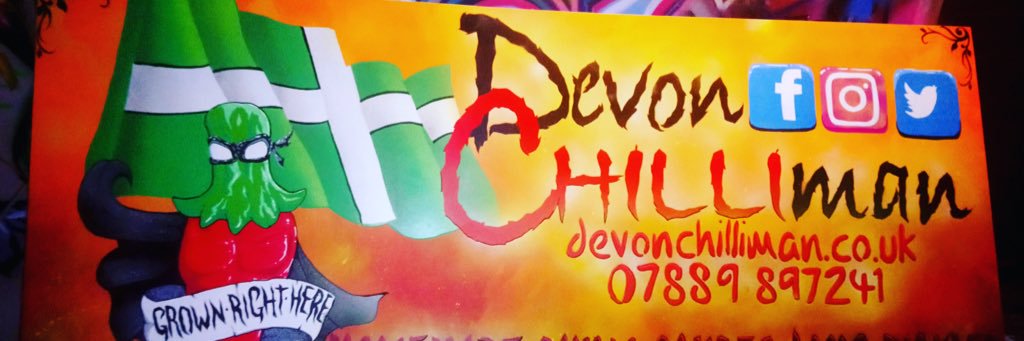 Devon
CHILLIman
devonchilliman.co.uk
07889 897241
GROWN·RIGHT·HERE